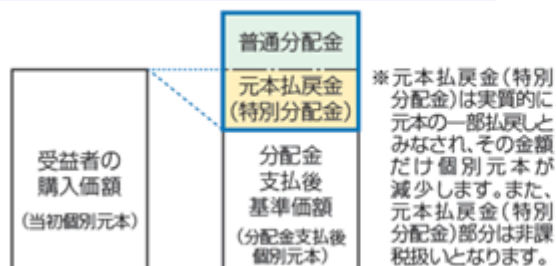 普通分配金
元本払戻金
(特別分配金)
受益者の
購入価額
(当初個別元本)
分配金
支払後
基準価額
(分配金支払後
個別元本)
※元本払戻金(特別
分配金)は実質的に
元本の一部払戻しと
みなされ、その金額
だけ個別元本が
減少します。また、
元本払戻金(特別
分配金)部分は非課
税扱いとなります。